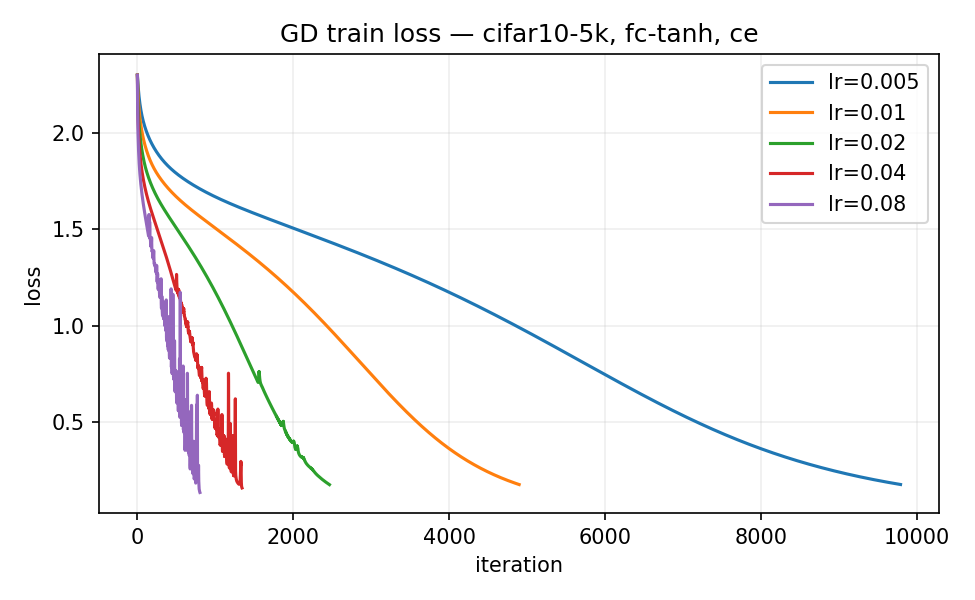 GD train loss — cifar10-5k, fc-tanh, ce
lr=0.005
lr=0.01
lr=0.02
lr=0.04
lr=0.08
2.0
1.5
1.0
0.5
loss
0
2000
4000
6000
8000
10000
iteration